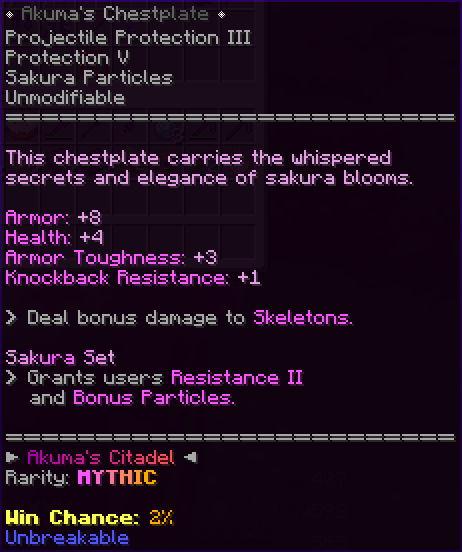 ◆ Akuma's Chestplate ◆
Projectile Protection III
Protection V
Sakura Particles
Unmodifiable
==============================
This chestplate carries the whispered
secrets and elegance of sakura blooms.
Armor: +8
Health: +4
Armor Toughness: +3
Knockback Resistance: +1
> Deal bonus damage to Skeletons.
Sakura Set
> Grants users Resistance II
and Bonus Particles.
==============================
► Akuma's Citadel ◄
Rarity: MYTHIC
Win Chance: 2%
Unbreakable